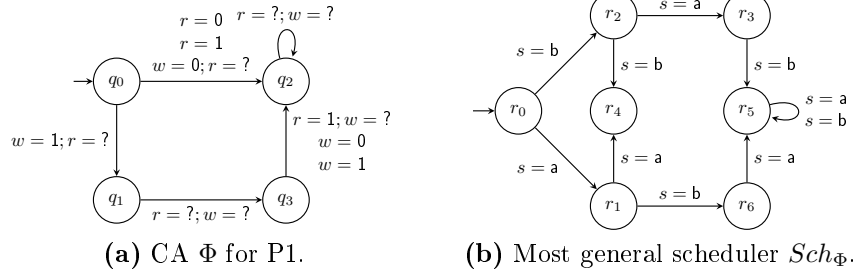 r = 0
r = 1
w = 0; r = ?
r = ?; w = ?
q0
q2
w = 1; r = ?
r = 1; w = ?
w = 0
w = 1
q1
q3
r = ?; w = ?
(a) CA Φ for P1.
r2
s = a
r3
s = b
s = b
s = b
r0
r4
r5
s = a
s = b
s = a
s = a
s = a
r1
s = b
r6
(b) Most general scheduler SchΦ.